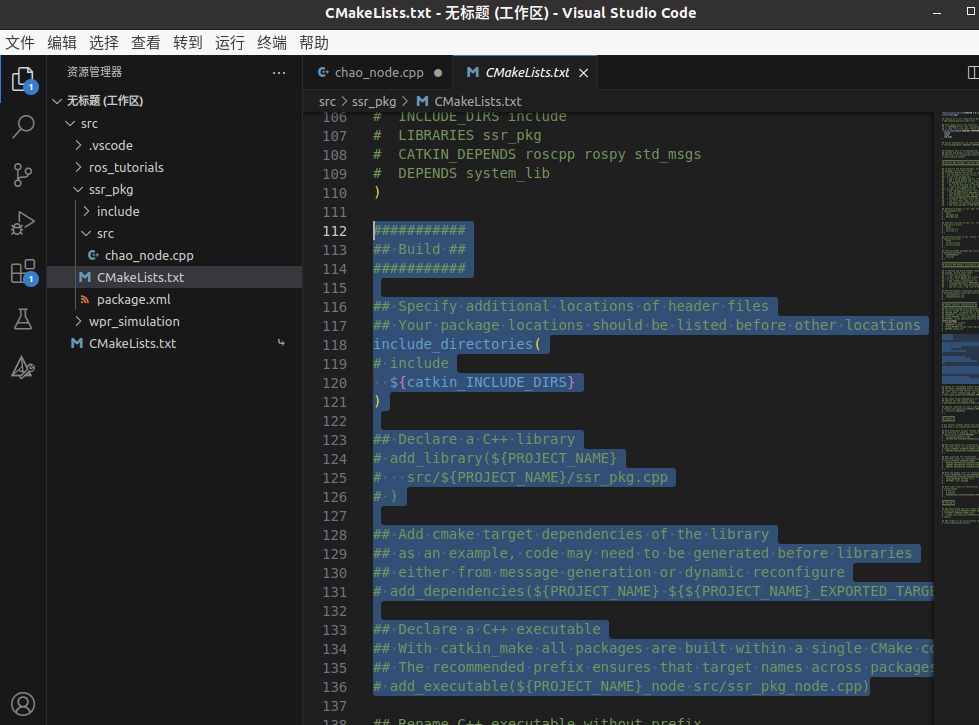 CMakeLists.txt - 无标题 (工作区) - Visual Studio Code
文件 编辑 选择 查看 转到 运行 终端 帮助
资源管理器
chao_node.cpp
CMakeLists.txt
src > ssr_pkg > CMakeLists.txt
无标题 (工作区)
src
.vscode
ros_tutorials
ssr_pkg
include
src
chao_node.cpp
CMakeLists.txt
package.xml
wpr_simulation
CMakeLists.txt
1
1
106 #  INCLUDE_DIRS include
107 #  LIBRARIES ssr_pkg
108 #  CATKIN_DEPENDS roscpp rospy std_msgs
109 #  DEPENDS system_lib
110 )
111
112 ###########
113 ## Build ##
114 ###########
115
116 ## Specify additional locations of header files
117 ## Your package locations should be listed before other locations
118 include_directories(
119 # include
120   ${catkin_INCLUDE_DIRS}
121 )
122
123 ## Declare a C++ library
124 # add_library(${PROJECT_NAME}
125 #   src/${PROJECT_NAME}/ssr_pkg.cpp
126 # )
127
128 ## Add cmake target dependencies of the library
129 ## as an example, code may need to be generated before libraries
130 ## either from message generation or dynamic reconfigure
131 # add_dependencies(${PROJECT_NAME} ${${PROJECT_NAME}_EXPORTED_TARGE
132
133 ## Declare a C++ executable
134 ## With catkin_make all packages are built within a single CMake co
135 ## The recommended prefix ensures that target names across packages
136 # add_executable(${PROJECT_NAME}_node src/ssr_pkg_node.cpp)
137
138 ## Rename C++ executable without prefix